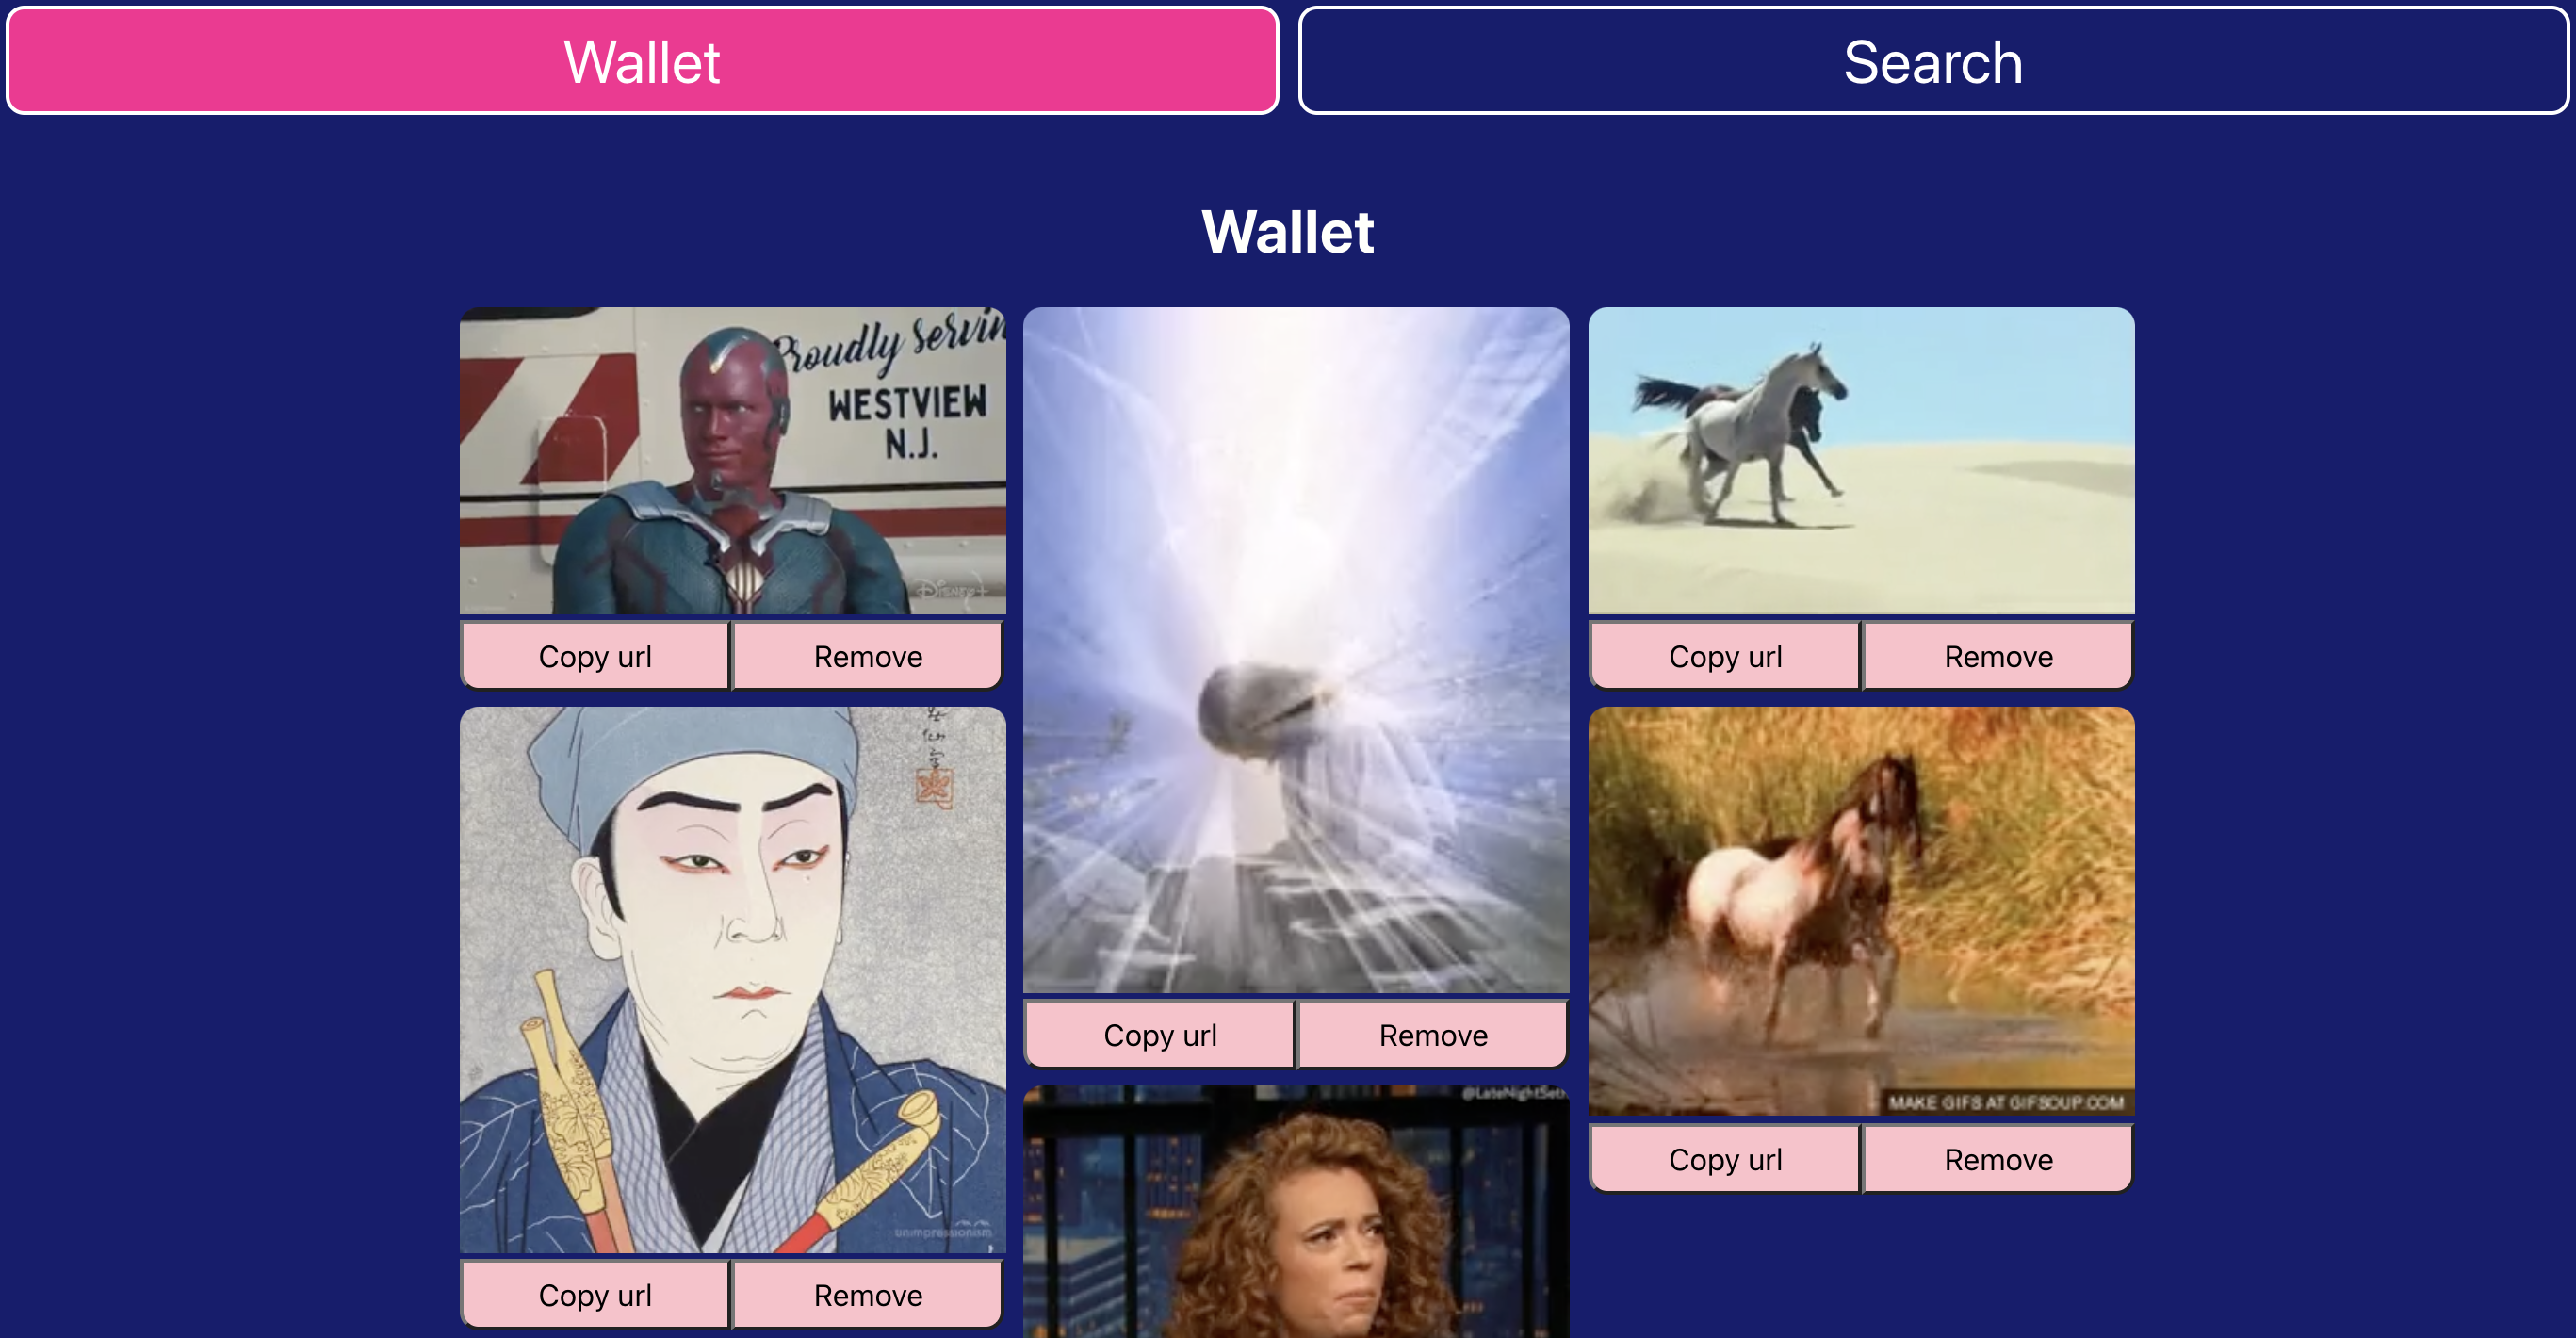 Wallet
Search
Wallet
Proudly servin
WESTVIEW
N.J.
Disney+
Copy url
Remove
Copy url
Remove
unimpressionism
Copy url
Remove
Copy url
Remove
@LateNightSeth
MAKE GIFS AT GIFSOUP.COM
Copy url
Remove